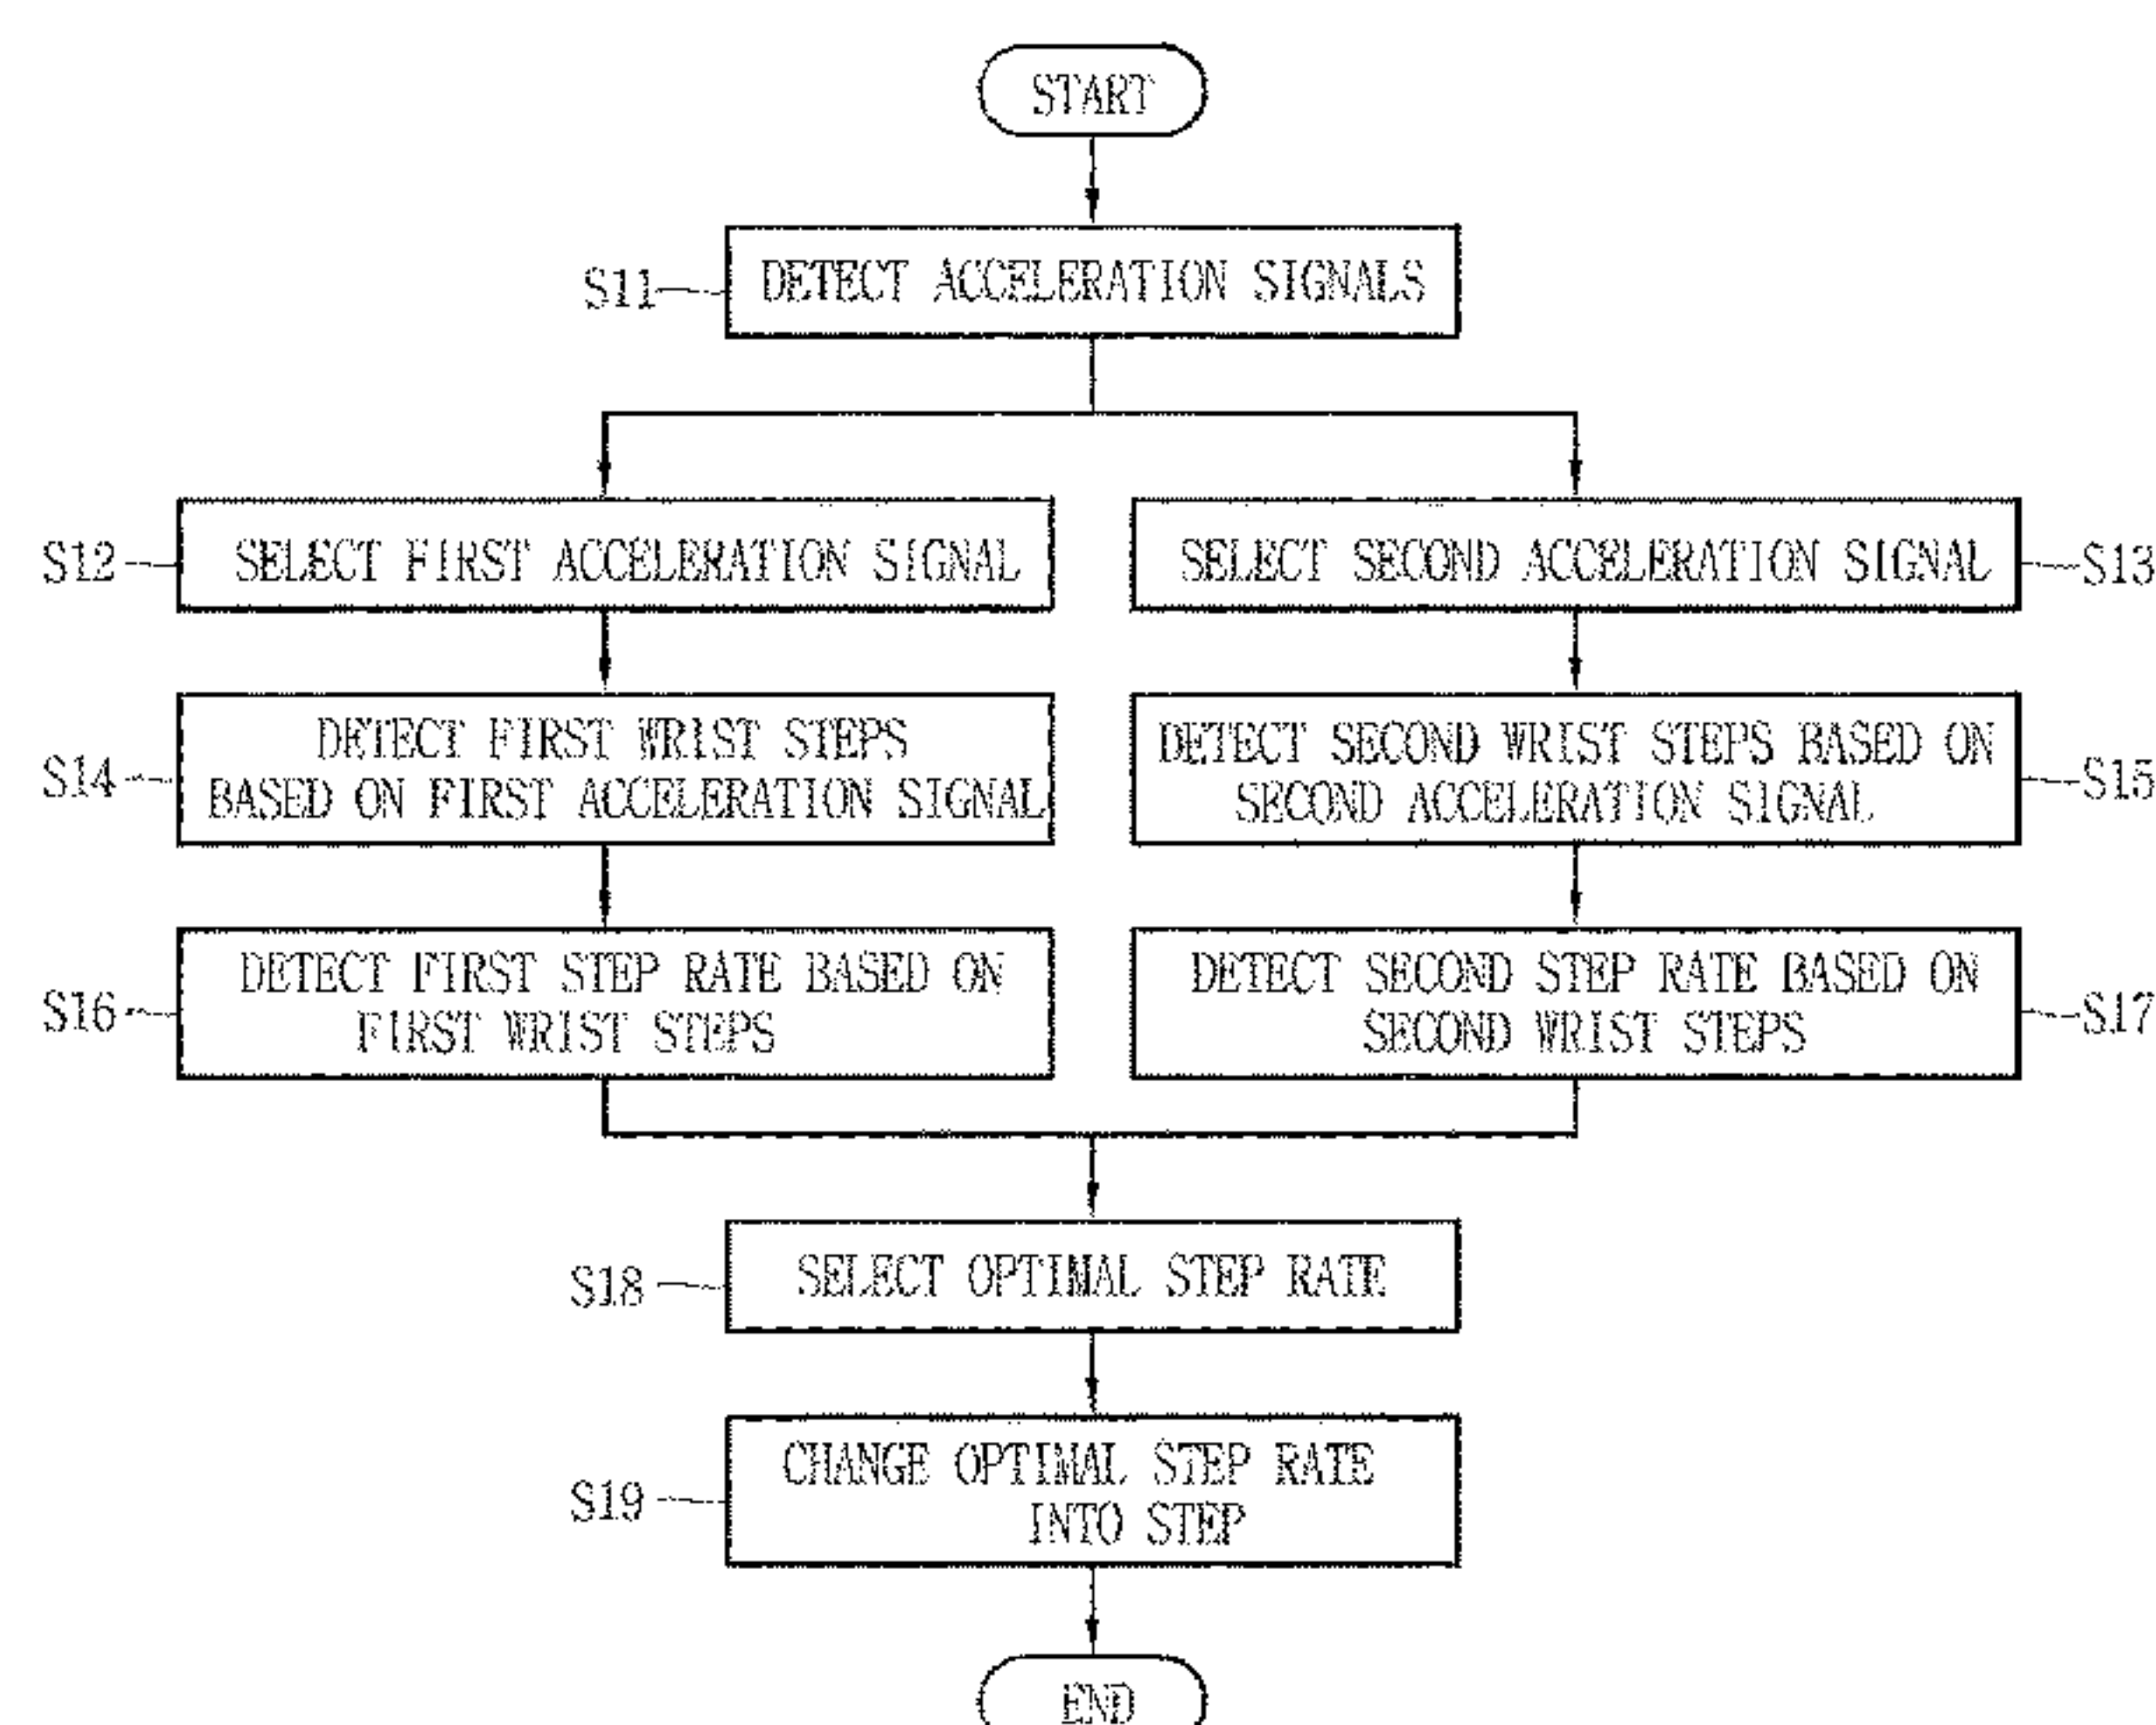 START
S11
DETECT ACCELERATION SIGNALS
S12
SELECT FIRST ACCELERATION SIGNAL
SELECT SECOND ACCELERATION SIGNAL
S13
S14
DETECT FIRST WRIST STEPS
BASED ON FIRST ACCELERATION SIGNAL
DETECT SECOND WRIST STEPS BASED ON
SECOND ACCELERATION SIGNAL
S15
S16
DETECT FIRST STEP RATE BASED ON
FIRST WRIST STEPS
DETECT SECOND STEP RATE BASED ON
SECOND WRIST STEPS
S17
S18
SELECT OPTIMAL STEP RATE
S19
CHANGE OPTIMAL STEP RATE
INTO STEP
END